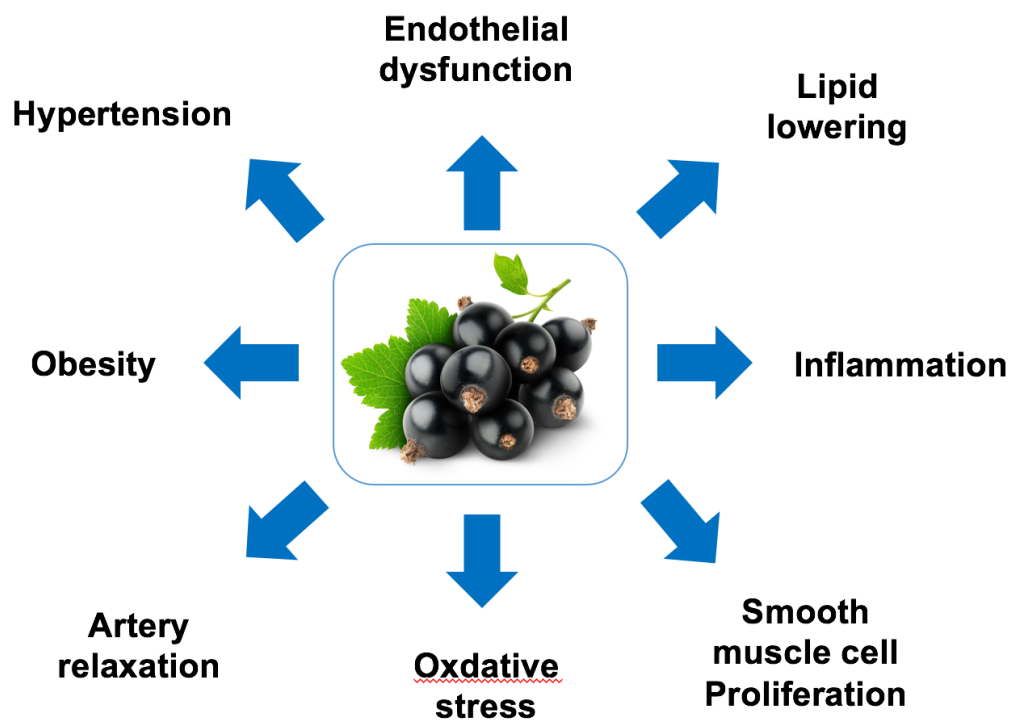 Endothelial
dysfunction
Lipid
lowering
Hypertension
Obesity
Inflammation
Artery
relaxation
Oxdative
stress
Smooth
muscle cell
Proliferation